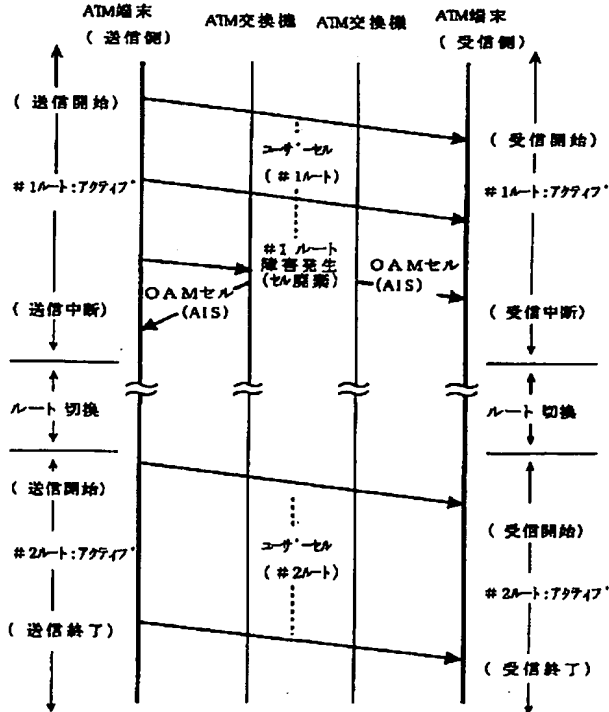 ATM端末
(送信側)
ATM交換機
ATM交換機
ATM端末
(受信側)
(送信開始)
(受信開始)
ユーザーセル
(#1ルート)
#1ルート:アクティブ
#1ルート:アクティブ
#1 ルート
障害発生
(セル廃棄)
OAMセル
(AIS)
OAMセル
(AIS)
(送信中断)
(受信中断)
ルート切換
ルート切換
(送信開始)
(受信開始)
ユーザーセル
(#2ルート)
#2ルート:アクティブ
#2ルート:アクティブ
(送信終了)
(受信終了)